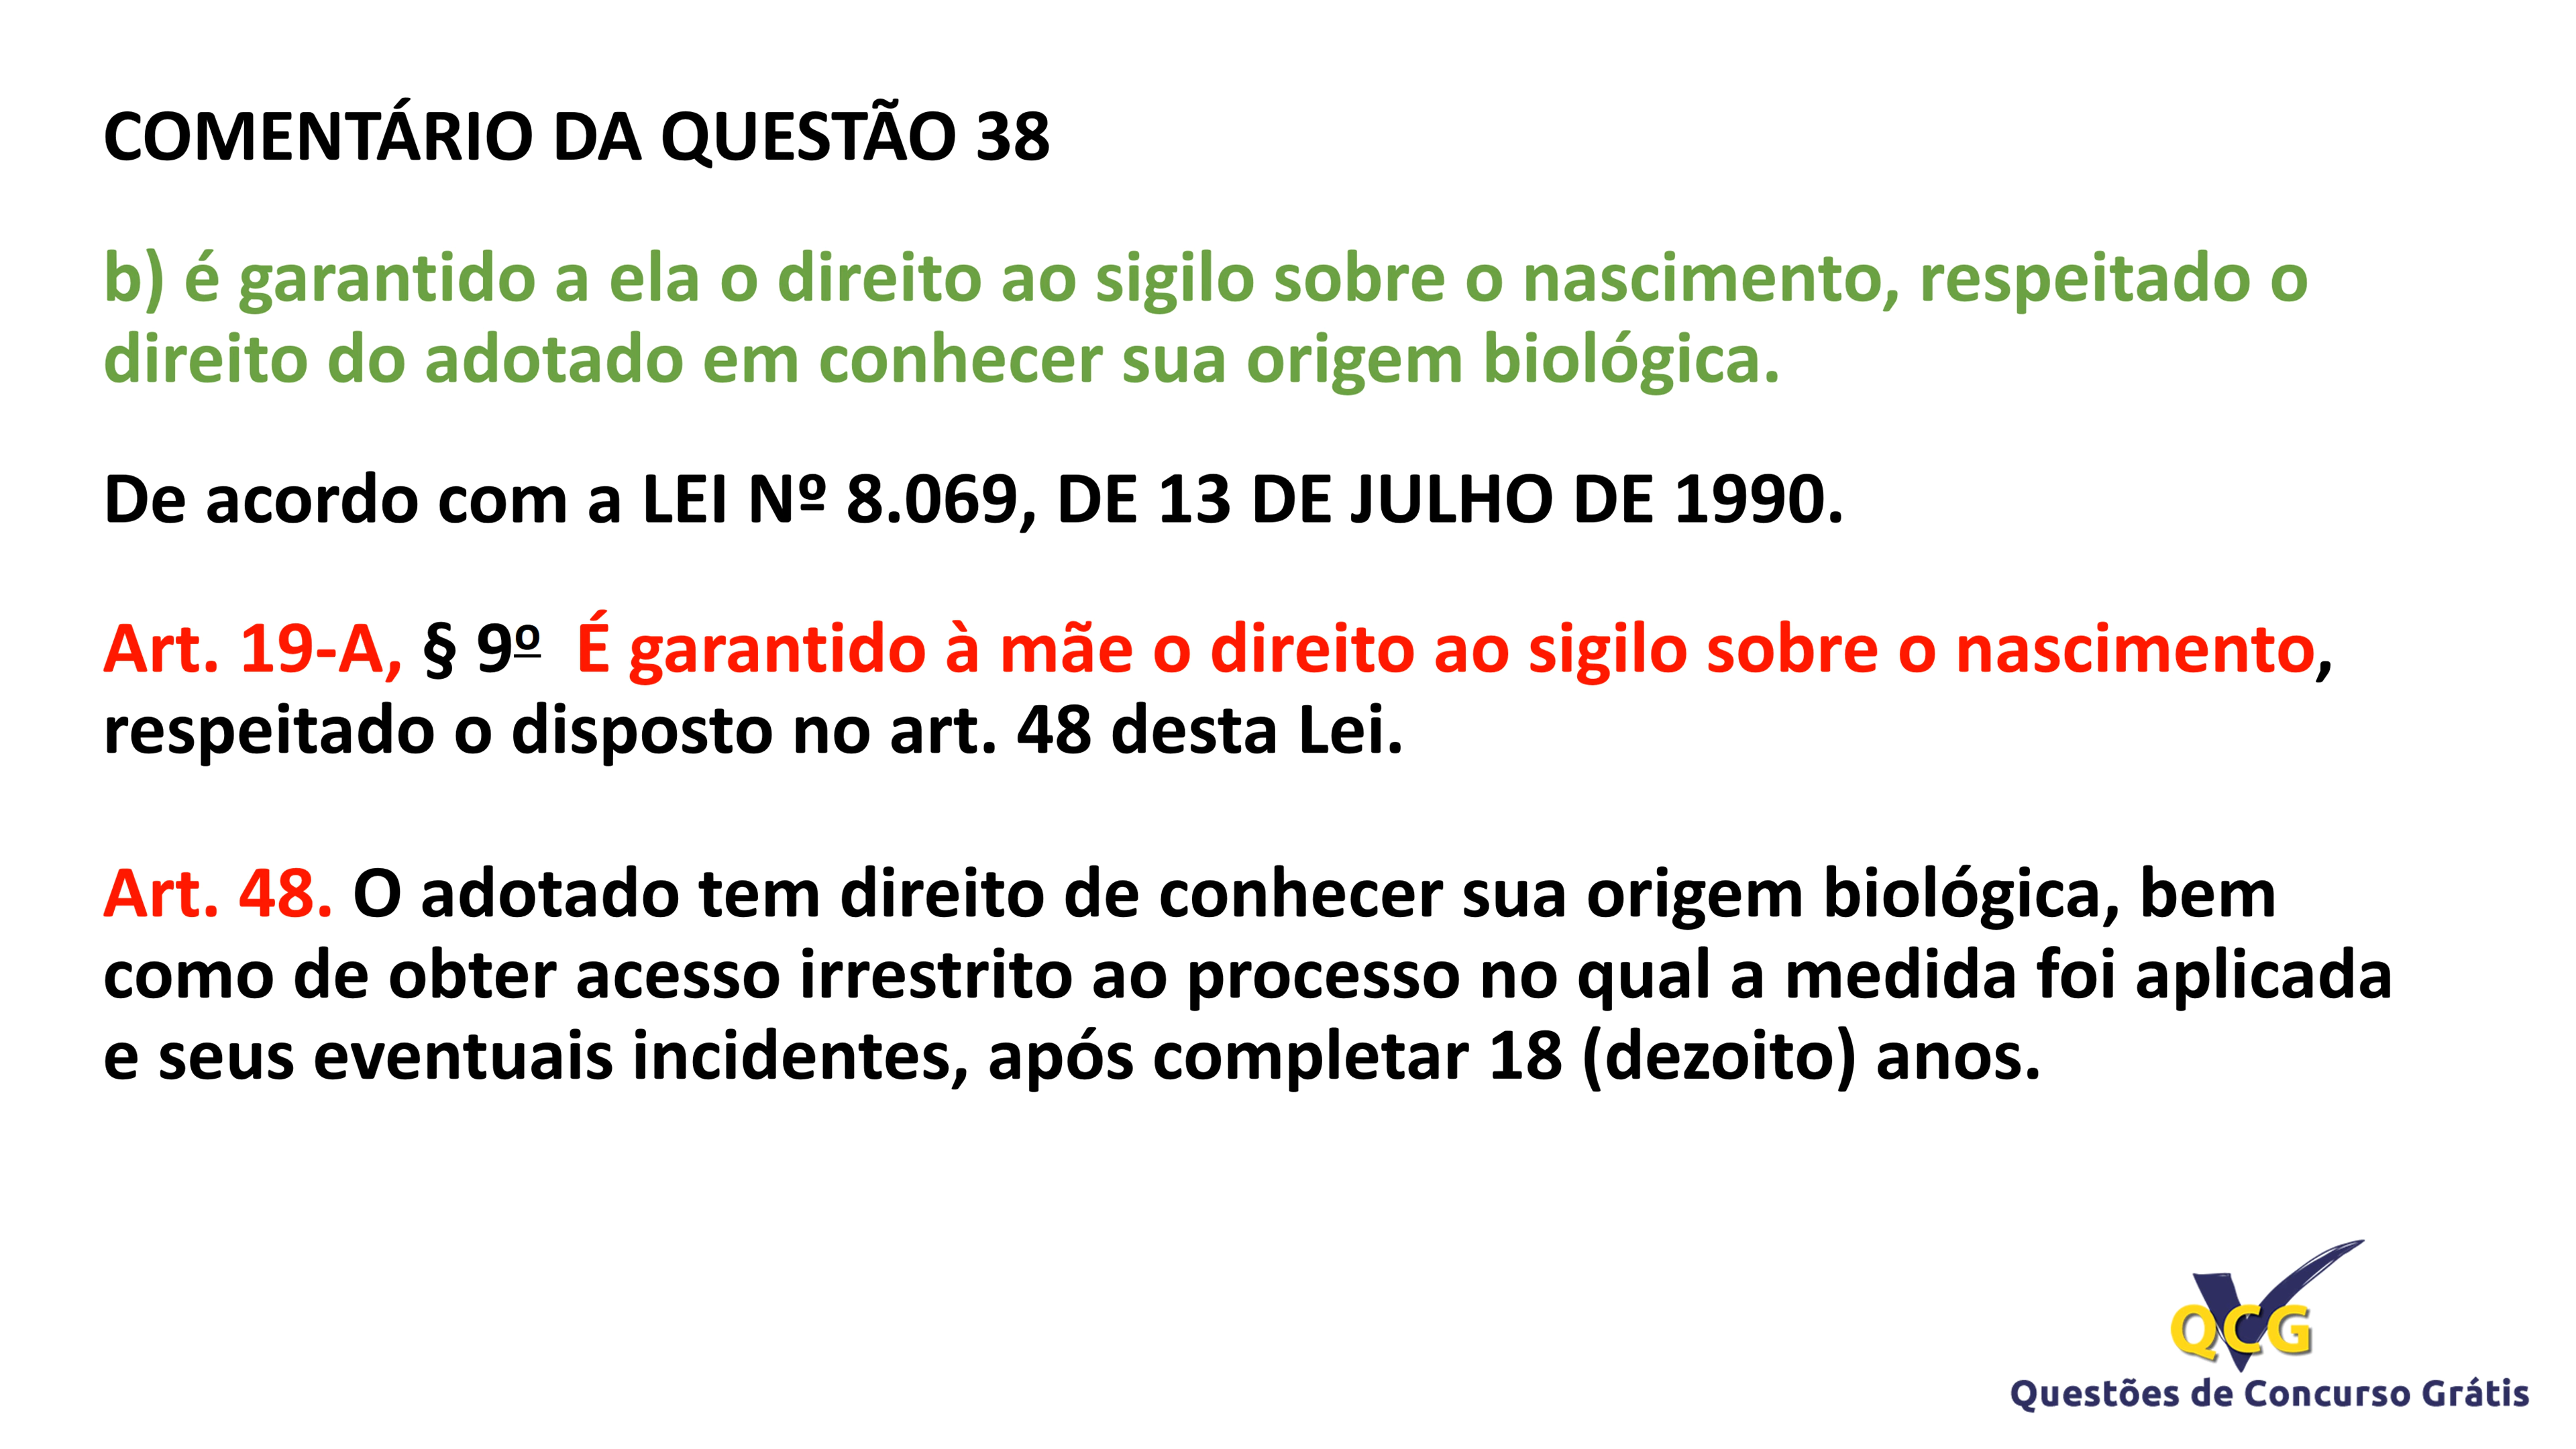 COMENTÁRIO DA QUESTÃO 38
b) é garantido a ela o direito ao sigilo sobre o nascimento, respeitado o
direito do adotado em conhecer sua origem biológica.
De acordo com a LEI Nº 8.069, DE 13 DE JULHO DE 1990.
Art. 19-A, § 9º É garantido à mãe o direito ao sigilo sobre o nascimento,
respeitado o disposto no art. 48 desta Lei.
Art. 48. O adotado tem direito de conhecer sua origem biológica, bem
como de obter acesso irrestrito ao processo no qual a medida foi aplicada
e seus eventuais incidentes, após completar 18 (dezoito) anos.
QCG
Questões de Concurso Grátis